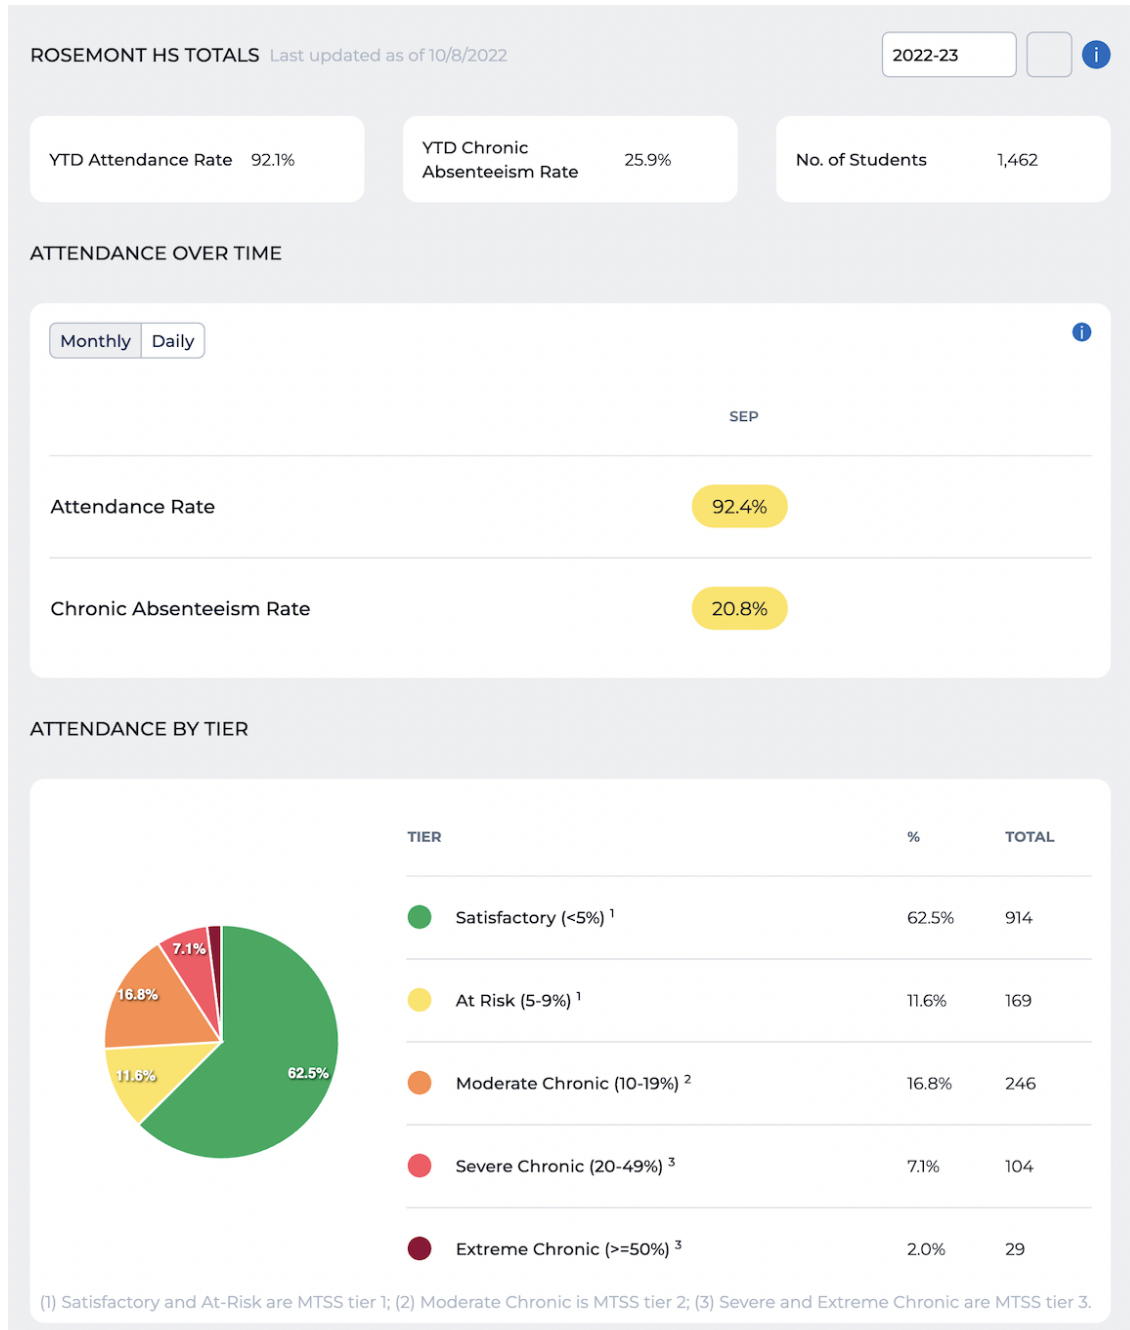 ROSEMONT HS TOTALS Last updated as of 10/8/2022 2022-23 i
YTD Attendance Rate 92.1%
YTD Chronic
Absenteeism Rate 25.9%
No. of Students 1,462
ATTENDANCE OVER TIME
Monthly Daily i
SEP
Attendance Rate 92.4%
Chronic Absenteeism Rate 20.8%
ATTENDANCE BY TIER
7.1%
16.8%
11.6%
62.5%
TIER % TOTAL
Satisfactory (<5%) ¹ 62.5% 914
At Risk (5-9%) ¹ 11.6% 169
Moderate Chronic (10-19%) ² 16.8% 246
Severe Chronic (20-49%) ³ 7.1% 104
Extreme Chronic (>=50%) ³ 2.0% 29
(1) Satisfactory and At-Risk are MTSS tier 1; (2) Moderate Chronic is MTSS tier 2; (3) Severe and Extreme Chronic are MTSS tier 3.